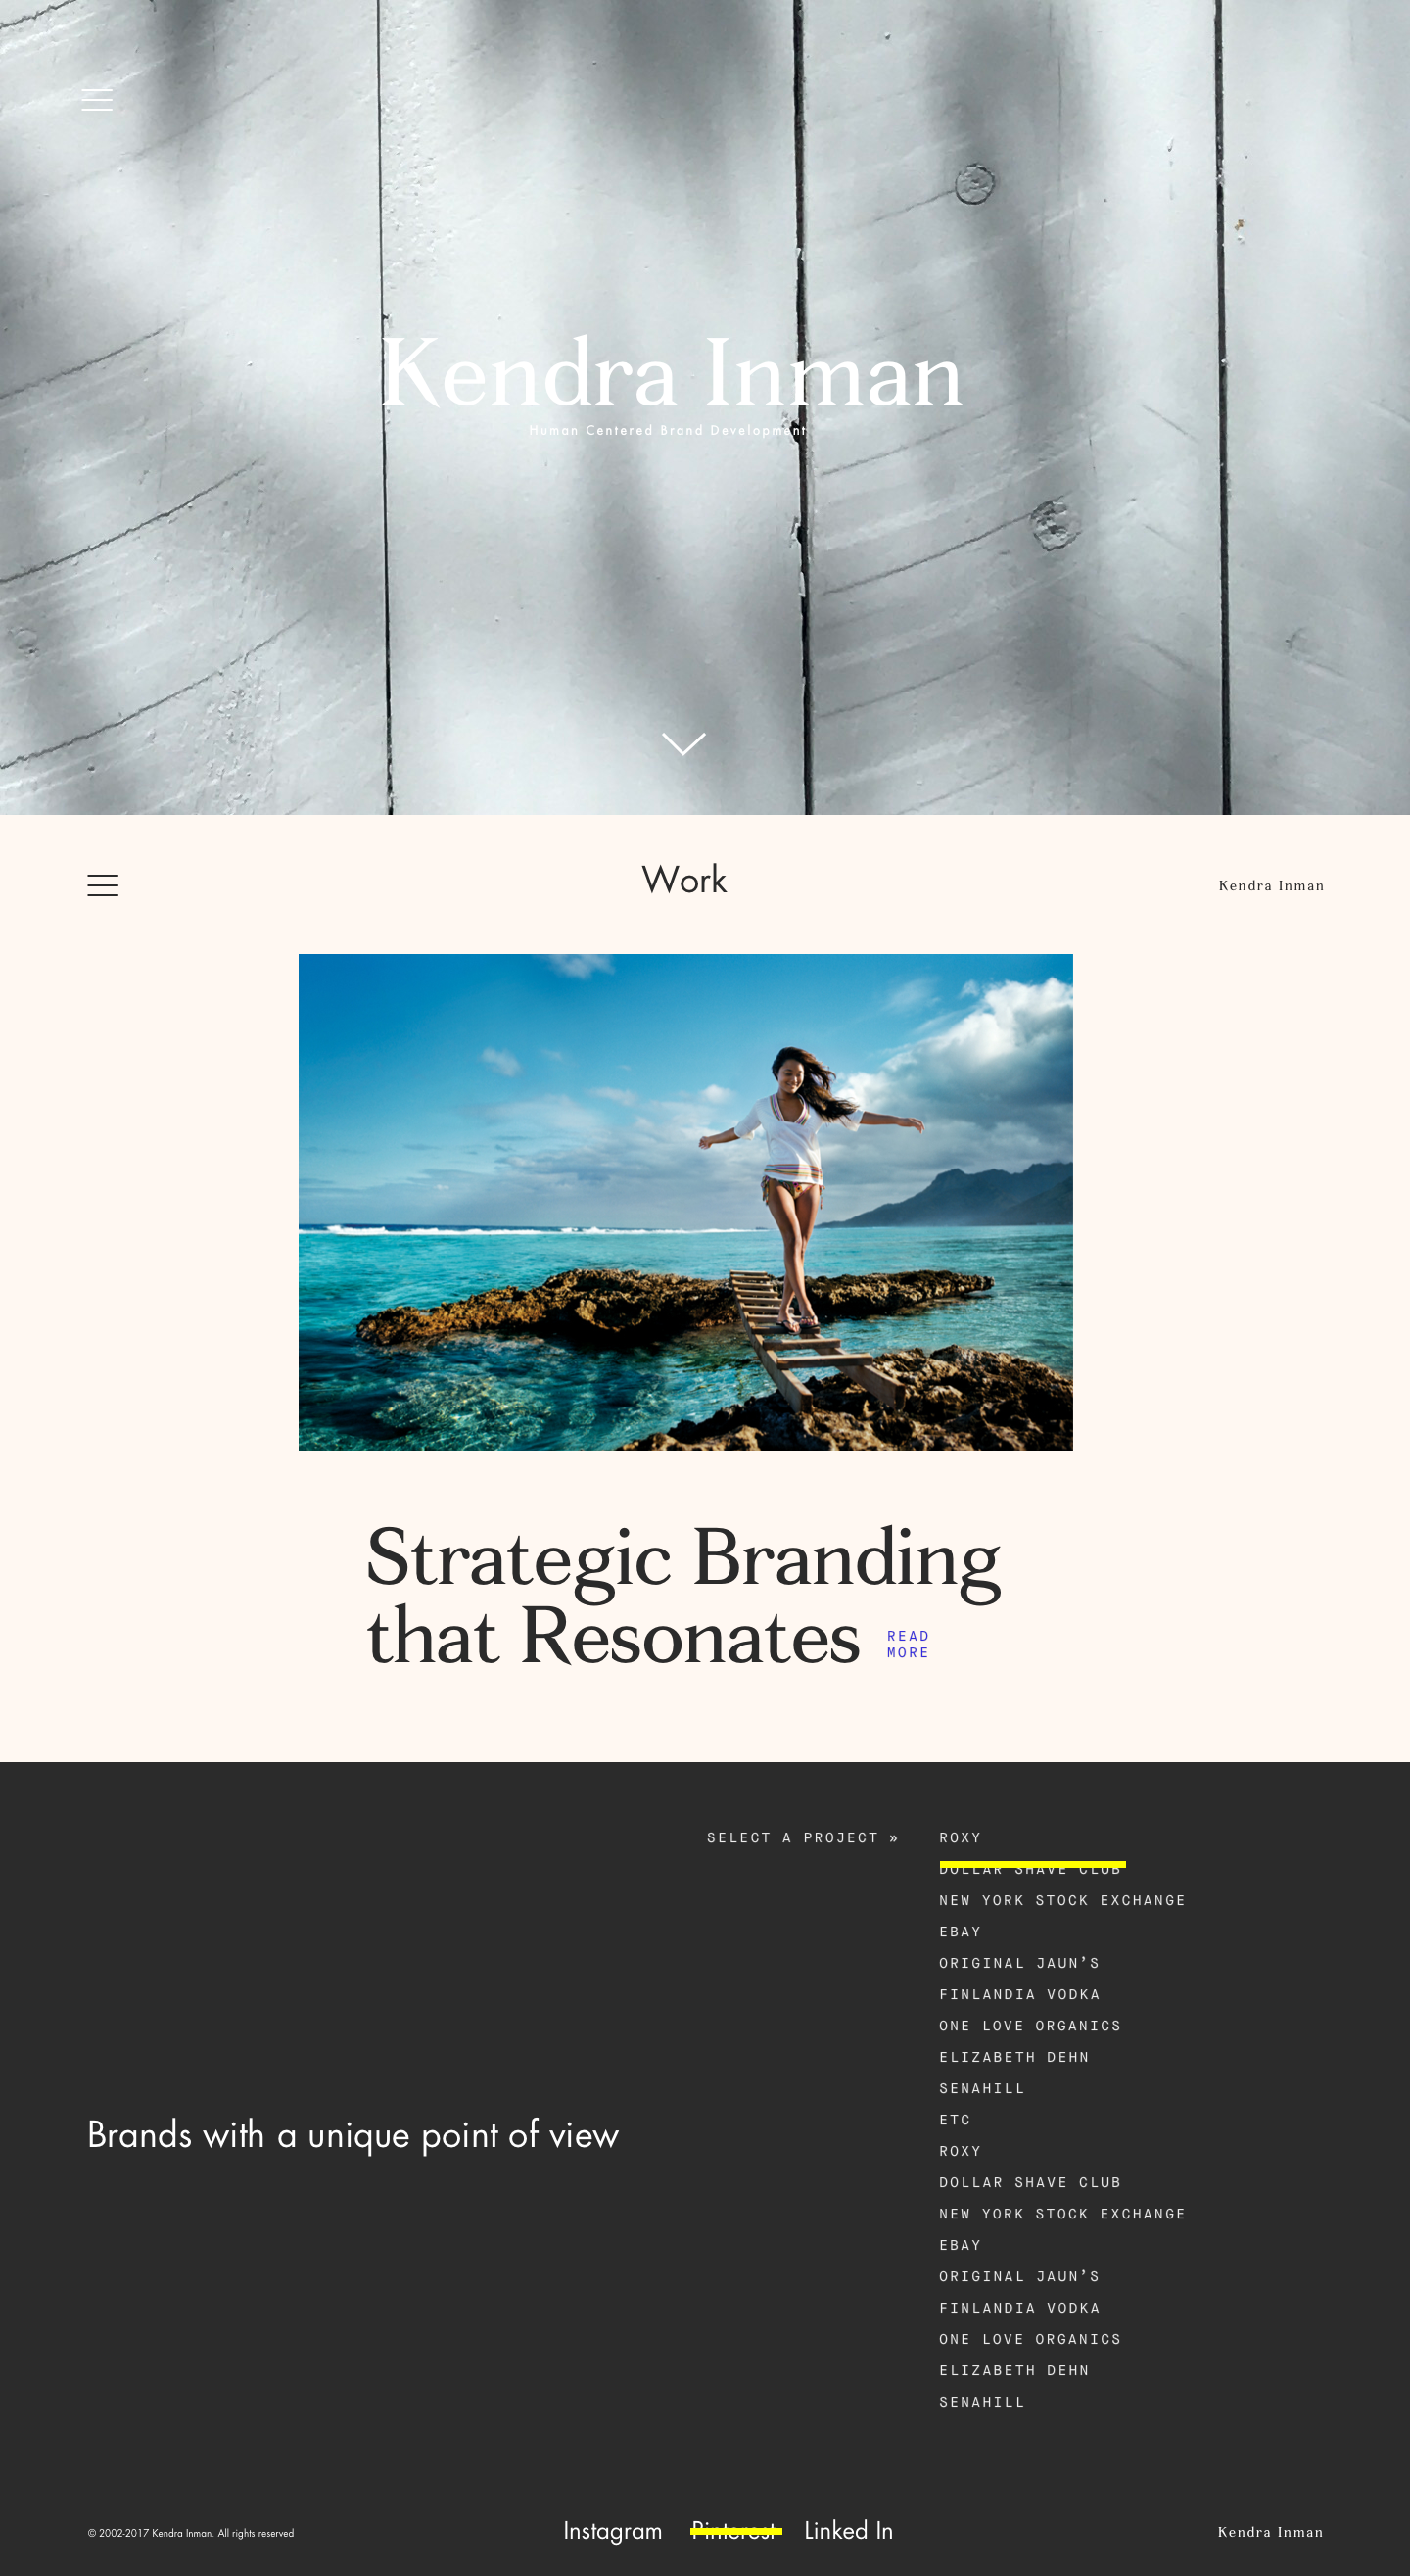 Kendra Inman
Human Centered Brand Development
Work
Kendra Inman
Strategic Branding
that Resonates
READ
MORE
SELECT A PROJECT »
ROXY
DOLLAR SHAVE CLUB
NEW YORK STOCK EXCHANGE
EBAY
ORIGINAL JAUN’S
FINLANDIA VODKA
ONE LOVE ORGANICS
ELIZABETH DEHN
SENAHILL
ETC
ROXY
DOLLAR SHAVE CLUB
NEW YORK STOCK EXCHANGE
EBAY
ORIGINAL JAUN’S
FINLANDIA VODKA
ONE LOVE ORGANICS
ELIZABETH DEHN
SENAHILL
Brands with a unique point of view
© 2002-2017 Kendra Inman. All rights reserved
Instagram Pinterest Linked In
Kendra Inman